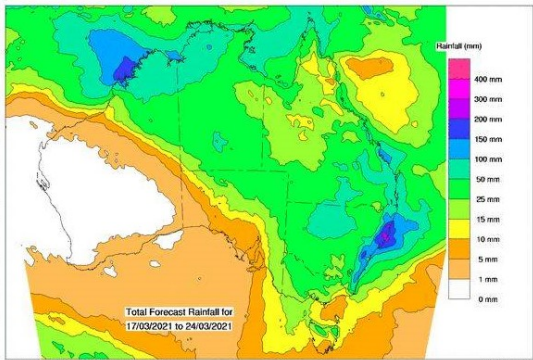 Rainfall (mm)
400 mm
300 mm
200 mm
150 mm
100 mm
50 mm
25 mm
15 mm
10 mm
5 mm
1 mm
0 mm
Total Forecast Rainfall for
17/03/2021 to 24/03/2021